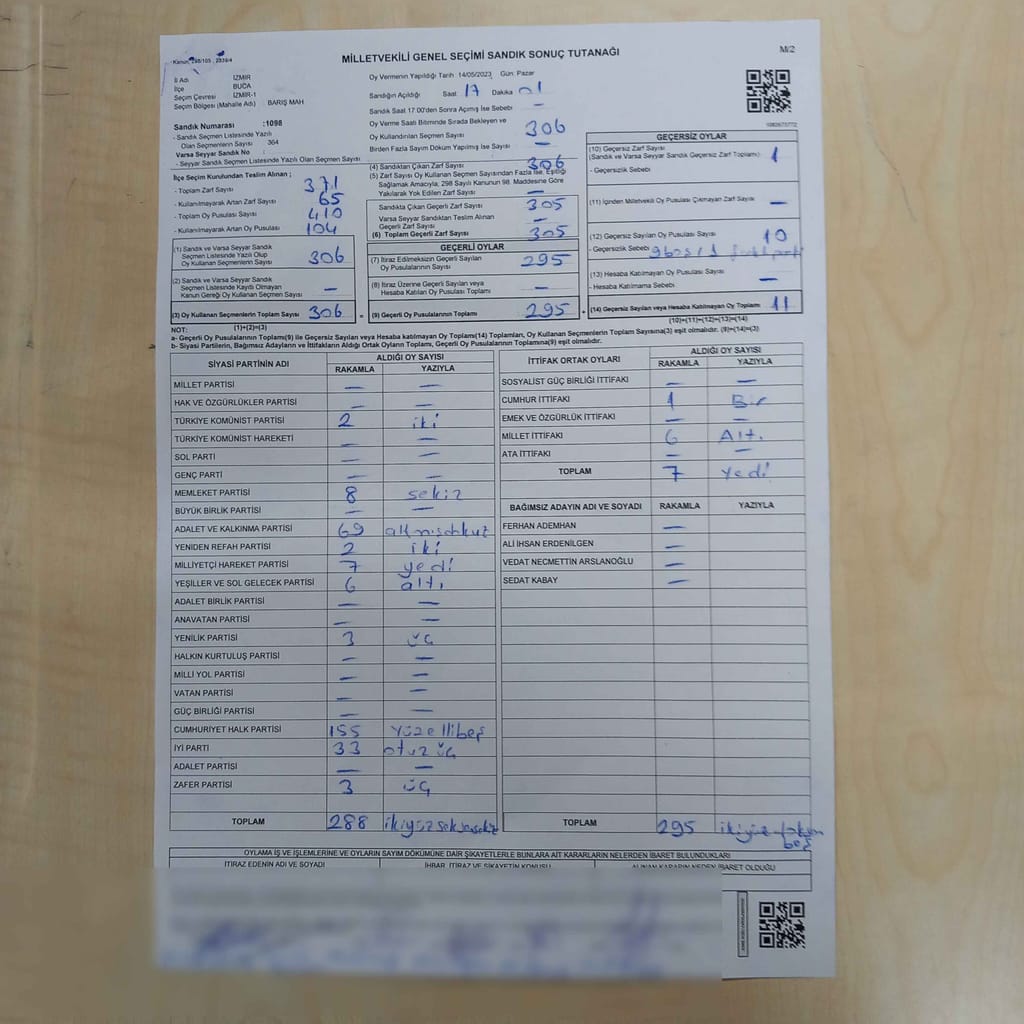 Kanun: 298/105 , 2839/4
MİLLETVEKİLİ GENEL SEÇİMİ SANDIK SONUÇ TUTANAĞI
M/2
İl Adı İZMİR
İlçe BUCA
Seçim Çevresi İZMİR-1
Seçim Bölgesi (Mahalle Adı) BARIŞ MAH
Sandık Numarası :1098
- Sandık Seçmen Listesinde Yazılı
Olan Seçmenlerin Sayısı 364
Varsa Seyyar Sandık No :
- Seyyar Sandık Seçmen Listesinde Yazılı Olan Seçmen Sayısı
İlçe Seçim Kurulundan Teslim Alınan ;
- Toplam Zarf Sayısı 371
- Kullanılmayarak Artan Zarf Sayısı 65
- Toplam Oy Pusulası Sayısı 410
- Kullanılmayarak Artan Oy Pusulası 104
(1) Sandık ve Varsa Seyyar Sandık
Seçmen Listesinde Yazılı Olup
Oy Kullanan Seçmenlerin Sayısı 306
(2) Sandık ve Varsa Seyyar Sandık
Seçmen Listesinde Kayıtlı Olmayan
Kanun Gereği Oy Kullanan Seçmen Sayısı —
(3) Oy Kullanan Seçmenlerin Toplam Sayısı 306 =
(1)+(2)=(3)
Oy Vermenin Yapıldığı Tarih 14/05/2023 Gün: Pazar
Sandığın Açıldığı Saat 17 Dakika 01
Sandık Saat 17:00'den Sonra Açılmış İse Sebebi —
Oy Verme Saati Bitiminde Sırada Bekleyen ve
Oy Kullandırılan Seçmen Sayısı 306
Birden Fazla Sayım Döküm Yapılmış İse Sayısı —
(4) Sandıktan Çıkan Zarf Sayısı 306
(5) Zarf Sayısı Oy Kullanan Seçmen Sayısından Fazla İse, Eşitliği
Sağlamak Amacıyla, 298 Sayılı Kanunun 98. Maddesine Göre
Yakılarak Yok Edilen Zarf Sayısı —
Sandıkta Çıkan Geçerli Zarf Sayısı 305
Varsa Seyyar Sandıktan Teslim Alınan
Geçerli Zarf Sayısı —
(6) Toplam Geçerli Zarf Sayısı 305
GEÇERLİ OYLAR
(7) İtiraz Edilmeksizin Geçerli Sayılan
Oy Pusulalarının Sayısı 295
(8) İtiraz Üzerine Geçerli Sayılan veya
Hesaba Katılan Oy Pusulası Toplamı —
(9) Geçerli Oy Pusulalarının Toplamı 295 +
1082673772
GEÇERSİZ OYLAR
(10) Geçersiz Zarf Sayısı
(Sandık ve Varsa Seyyar Sandık Geçersiz Zarf Toplamı) 1
- Geçersizlik Sebebi
(11) İçinden Milletvekili Oy Pusulası Çıkmayan Zarf Sayısı —
(12) Geçersiz Sayılan Oy Pusulası Sayısı 10
- Geçersizlik Sebebi
(13) Hesaba Katılmayan Oy Pusulası Sayısı —
- Hesaba Katılmama Sebebi
(14) Geçersiz Sayılan veya Hesaba Katılmayan Oy Toplamı 11
(10)+(11)+(12)+(13)=(14)
NOT:
a- Geçerli Oy Pusulalarının Toplamı(9) ile Geçersiz Sayılan veya Hesaba katılmayan Oy Toplamı(14) Toplamları, Oy Kullanan Seçmenlerin Toplam Sayısına(3) eşit olmalıdır. (9)+(14)=(3)
b- Siyasi Partilerin, Bağımsız Adayların ve İttifakların Aldığı Ortak Oyların Toplamı, Geçerli Oy Pusulalarının Toplamına(9) eşit olmalıdır.
SİYASİ PARTİNİN ADI ALDIĞI OY SAYISI
RAKAMLA YAZIYLA
MİLLET PARTİSİ — —
HAK VE ÖZGÜRLÜKLER PARTİSİ — —
TÜRKİYE KOMÜNİST PARTİSİ 2 iki
TÜRKİYE KOMÜNİST HAREKETİ — —
SOL PARTİ — —
GENÇ PARTİ — —
MEMLEKET PARTİSİ 8 sekiz
BÜYÜK BİRLİK PARTİSİ — —
ADALET VE KALKINMA PARTİSİ 69 altmışdokuz
YENİDEN REFAH PARTİSİ 2 iki
MİLLİYETÇİ HAREKET PARTİSİ 7 yedi
YEŞİLLER VE SOL GELECEK PARTİSİ 6 altı
ADALET BİRLİK PARTİSİ — —
ANAVATAN PARTİSİ — —
YENİLİK PARTİSİ 3 üç
HALKIN KURTULUŞ PARTİSİ — —
MİLLİ YOL PARTİSİ — —
VATAN PARTİSİ — —
GÜÇ BİRLİĞİ PARTİSİ — —
CUMHURİYET HALK PARTİSİ 155 yüzellibeş
İYİ PARTİ 33 otuz üç
ADALET PARTİSİ — —
ZAFER PARTİSİ 3 üç
TOPLAM 288 ikiyüzseksensekiz
İTTİFAK ORTAK OYLARI ALDIĞI OY SAYISI
RAKAMLA YAZIYLA
SOSYALİST GÜÇ BİRLİĞİ İTTİFAKI — —
CUMHUR İTTİFAKI 1 Bir
EMEK VE ÖZGÜRLÜK İTTİFAKI — —
MİLLET İTTİFAKI 6 Altı
ATA İTTİFAKI — —
TOPLAM 7 yedi
BAĞIMSIZ ADAYIN ADI VE SOYADI RAKAMLA YAZIYLA
FERHAN ADEMHAN —
ALİ İHSAN ERDENİLGEN —
VEDAT NECMETTİN ARSLANOĞLU —
SEDAT KABAY —
TOPLAM 295 ikiyüzdoksan
beş
OYLAMA İŞ VE İŞLEMLERİNE VE OYLARIN SAYIM DÖKÜMÜNE DAİR ŞİKAYETLERLE BUNLARA AİT KARARLARIN NELERDEN İBARET BULUNDUKLARI
İTİRAZ EDENİN ADI VE SOYADI İHBAR, İTİRAZ VE ŞİKAYETİN KONUSU ALINAN KARARIN NEDEN İBARET OLDUĞU